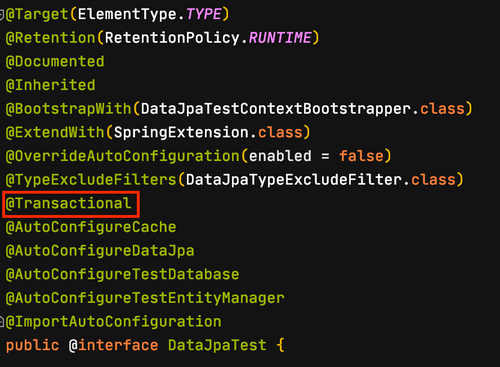 @Target(ElementType.TYPE)
@Retention(RetentionPolicy.RUNTIME)
@Documented
@Inherited
@BootstrapWith(DataJpaTestContextBootstrapper.class)
@ExtendWith(SpringExtension.class)
@OverrideAutoConfiguration(enabled = false)
@TypeExcludeFilters(DataJpaTypeExcludeFilter.class)
@Transactional
@AutoConfigureCache
@AutoConfigureDataJpa
@AutoConfigureTestDatabase
@AutoConfigureTestEntityManager
@ImportAutoConfiguration
public @interface DataJpaTest {